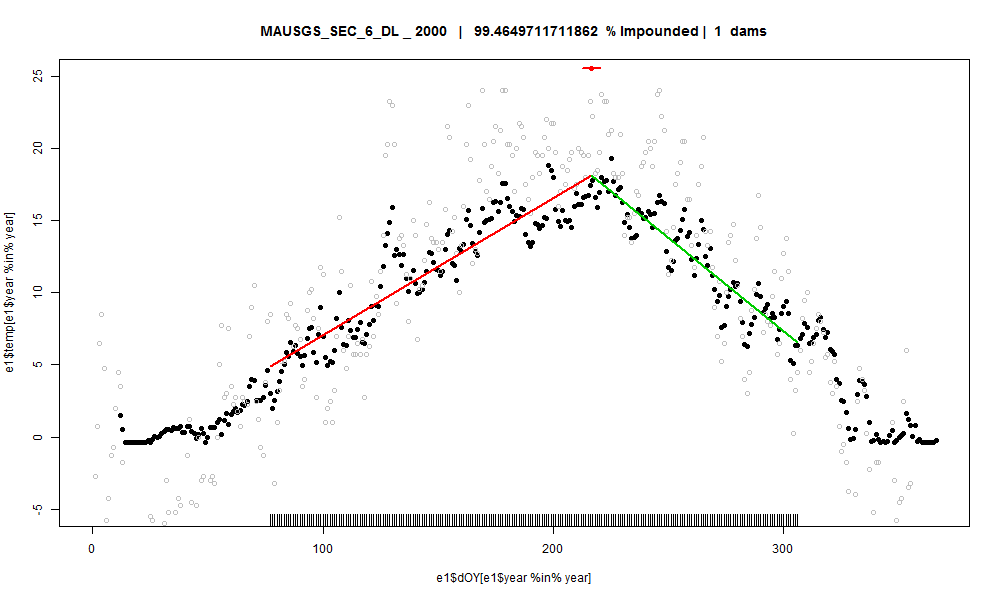 MAUSGS_SEC_6_DL _ 2000 | 99.4649711711862 % Impounded | 1 dams
25
20
15
10
5
0
-5
e1$temp[e1$year %in% year]
0 100 200 300
e1$dOY[e1$year %in% year]